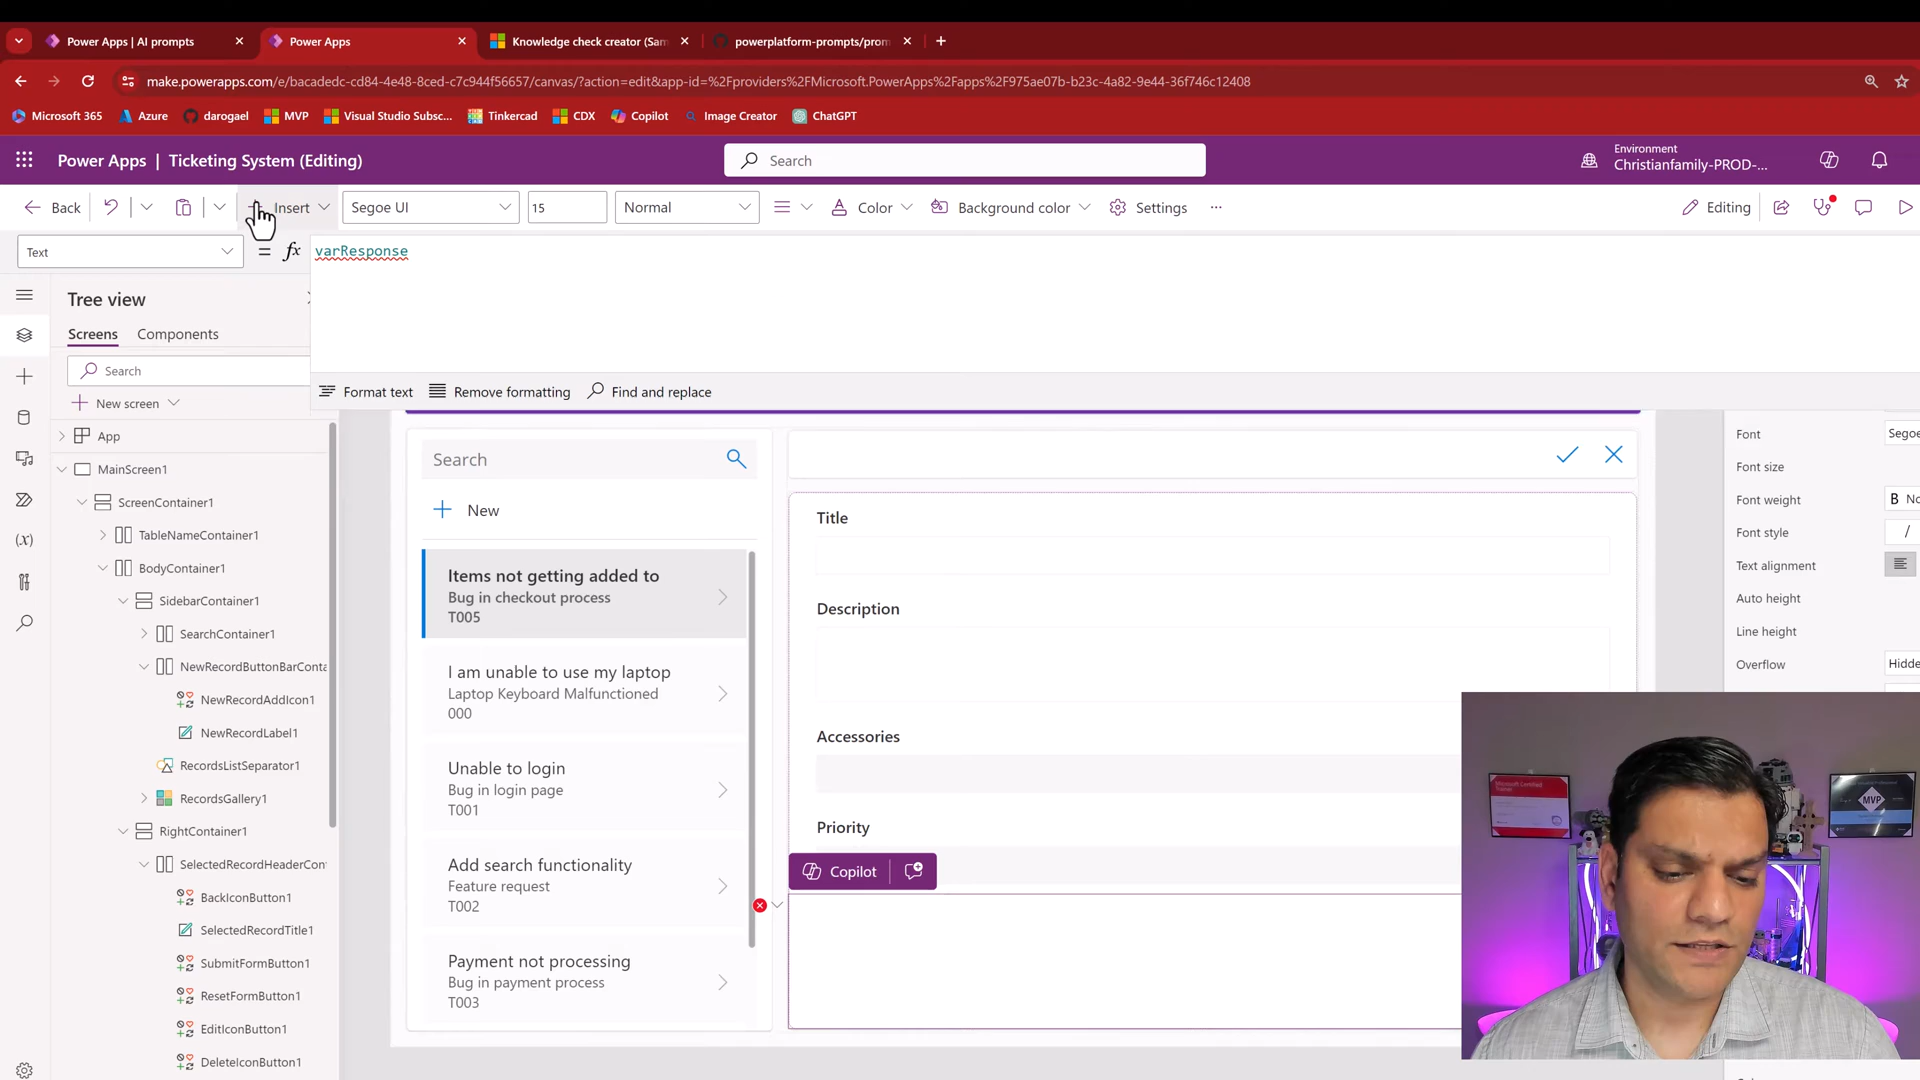 Power Apps | AI prompts
Power Apps
Knowledge check creator (Sam
powerplatform-prompts/prom
make.powerapps.com/e/bacadedc-cd84-4e48-8ced-c7c944f56657/canvas/?action=edit&app-id=%2Fproviders%2FMicrosoft.PowerApps%2Fapps%2F975ae07b-b23c-4a82-9e44-36f746c12408
Microsoft 365
Azure
darogael
MVP
Visual Studio Subsc...
Tinkercad
CDX
Copilot
Image Creator
ChatGPT
Power Apps | Ticketing System (Editing)
Search
Environment
Christianfamily-PROD-...
Back
Insert
Segoe UI
15
Normal
Color
Background color
Settings
Editing
Text
= fx
varResponse
Tree view
Screens
Components
Search
New screen
Format text
Remove formatting
Find and replace
App
MainScreen1
ScreenContainer1
TableNameContainer1
BodyContainer1
SidebarContainer1
SearchContainer1
NewRecordButtonBarConta
NewRecordAddIcon1
NewRecordLabel1
RecordsListSeparator1
RecordsGallery1
RightContainer1
SelectedRecordHeaderCon
BackIconButton1
SelectedRecordTitle1
SubmitFormButton1
ResetFormButton1
EditIconButton1
DeleteIconButton1
Search
New
Items not getting added to
Bug in checkout process
T005
I am unable to use my laptop
Laptop Keyboard Malfunctioned
000
Unable to login
Bug in login page
T001
Add search functionality
Feature request
T002
Payment not processing
Bug in payment process
T003
Title
Description
Accessories
Priority
Copilot
Font
Segoe
Font size
Font weight
B No
Font style
/
Text alignment
Auto height
Line height
Overflow
Hidde
MVP